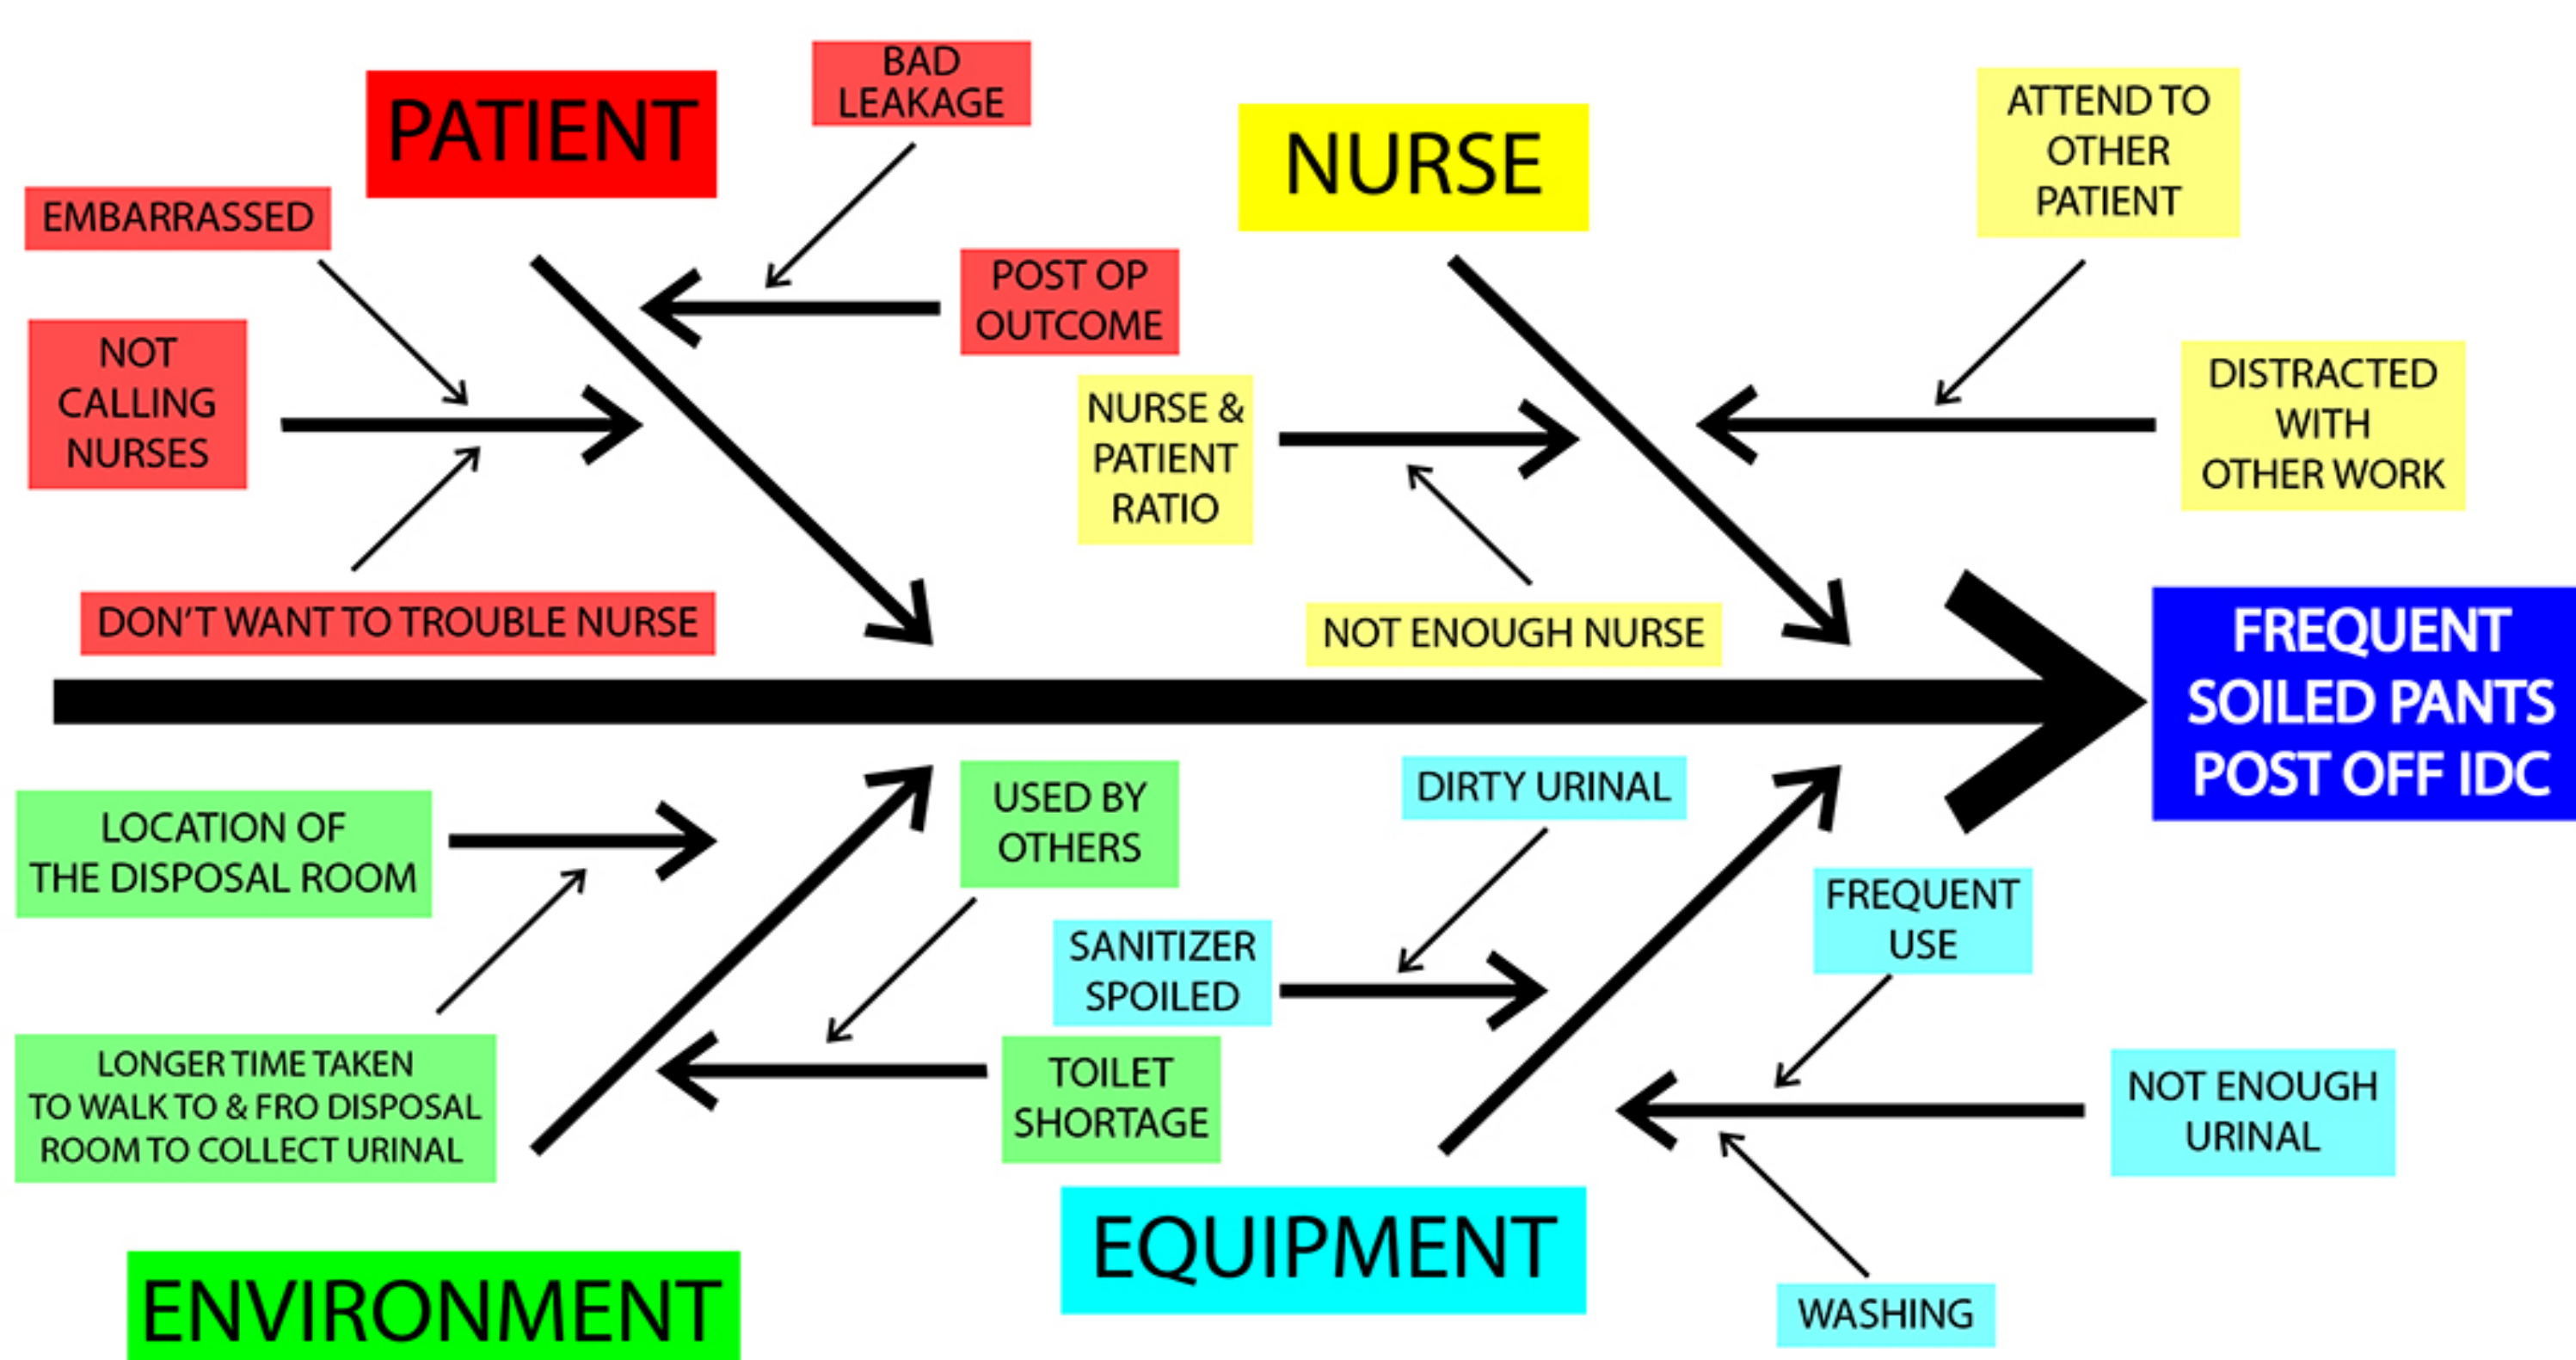 PATIENT
BAD
LEAKAGE
EMBARRASSED
POST OP
OUTCOME
NOT
CALLING
NURSES
DON'T WANT TO TROUBLE NURSE
NURSE
ATTEND TO
OTHER
PATIENT
NURSE &
PATIENT
RATIO
DISTRACTED
WITH
OTHER WORK
NOT ENOUGH NURSE
FREQUENT
SOILED PANTS
POST OFF IDC
LOCATION OF
THE DISPOSAL ROOM
USED BY
OTHERS
LONGER TIME TAKEN
TO WALK TO & FRO DISPOSAL
ROOM TO COLLECT URINAL
TOILET
SHORTAGE
ENVIRONMENT
DIRTY URINAL
SANITIZER
SPOILED
FREQUENT
USE
NOT ENOUGH
URINAL
WASHING
EQUIPMENT